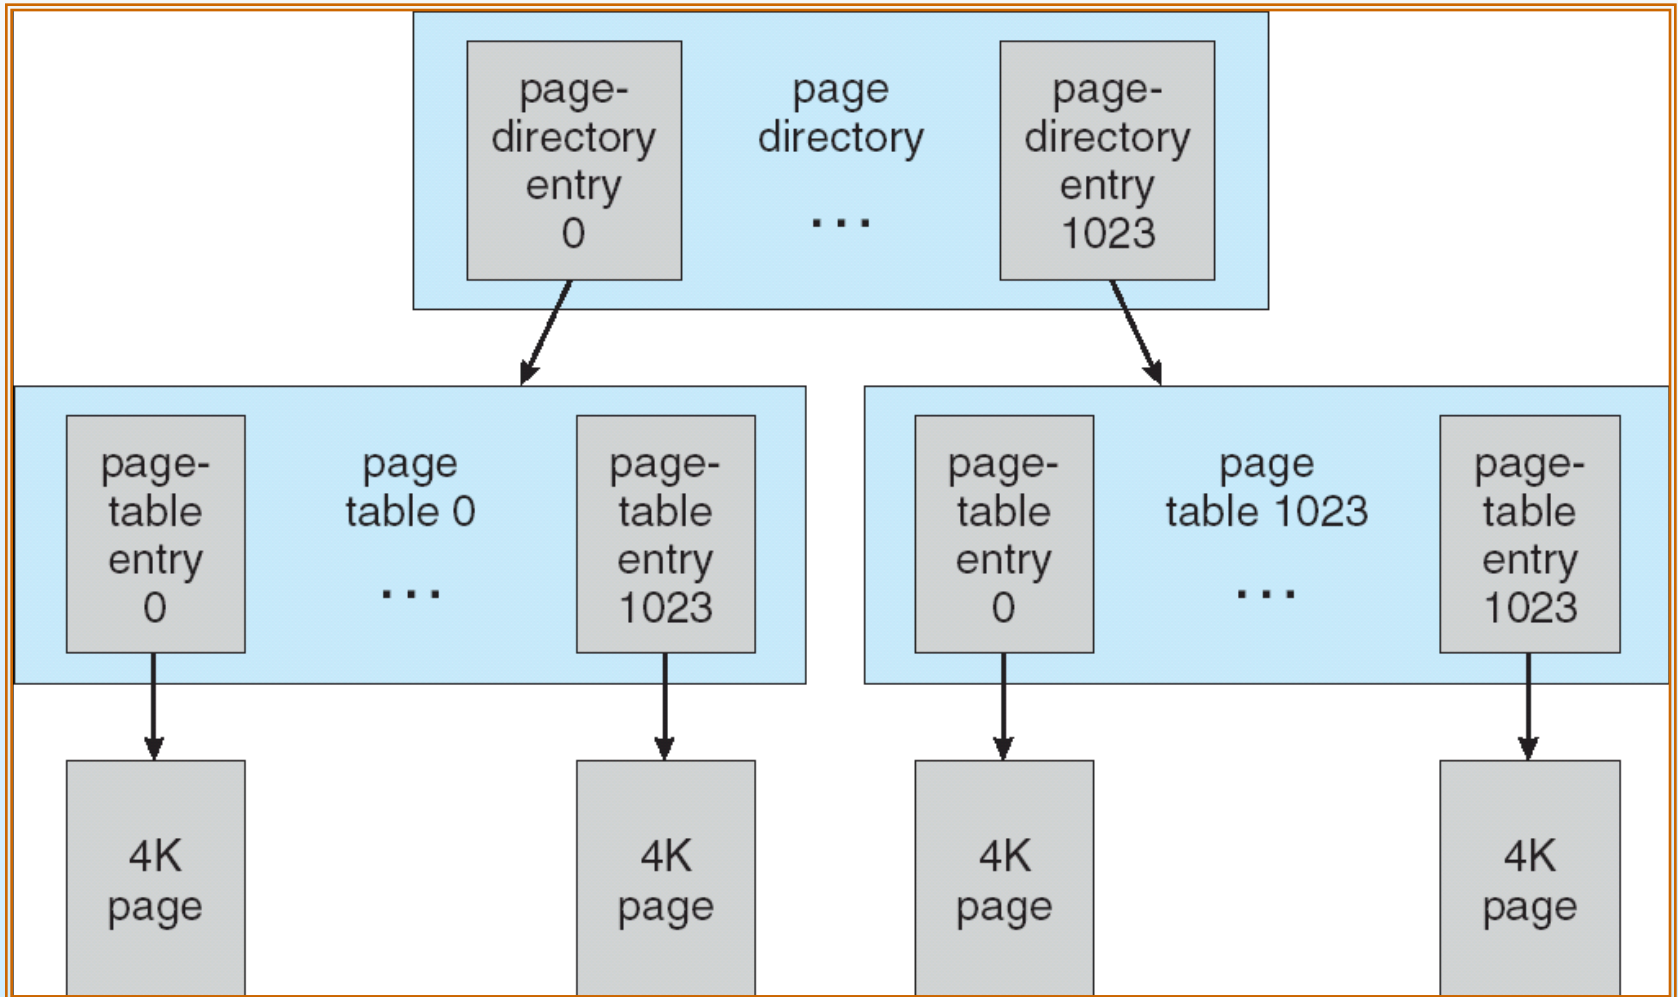 page-
directory
entry
0
page
directory
...
page-
directory
entry
1023
page-
table
entry
0
page
table 0
...
page-
table
entry
1023
page-
table
entry
0
page
table 1023
...
page-
table
entry
1023
4K
page
4K
page
4K
page
4K
page